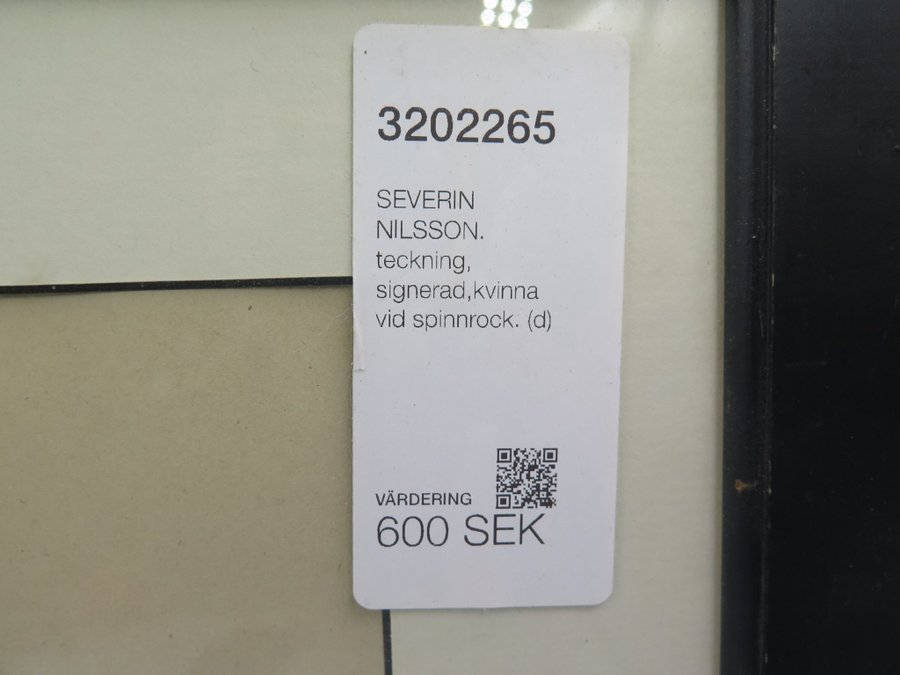 3202265
SEVERIN
NILSSON.
teckning,
signerad,kvinna
vid spinnrock. (d)
VÄRDERING
600 SEK